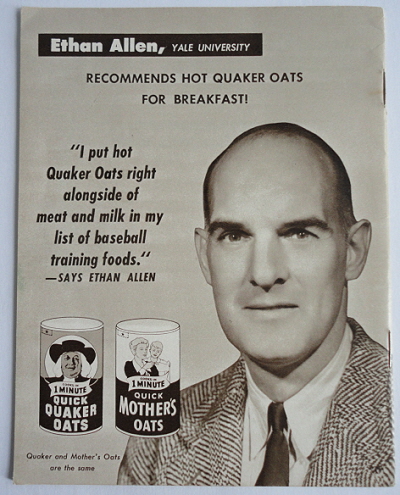 Ethan Allen, YALE UNIVERSITY
RECOMMENDS HOT QUAKER OATS
FOR BREAKFAST!
"I put hot
Quaker Oats right
alongside of
meat and milk in my
list of baseball
training foods."
—SAYS ETHAN ALLEN
1 MINUTE
QUICK
QUAKER
OATS
1 MINUTE
QUICK
MOTHER'S
OATS
Quaker and Mother's Oats
are the same